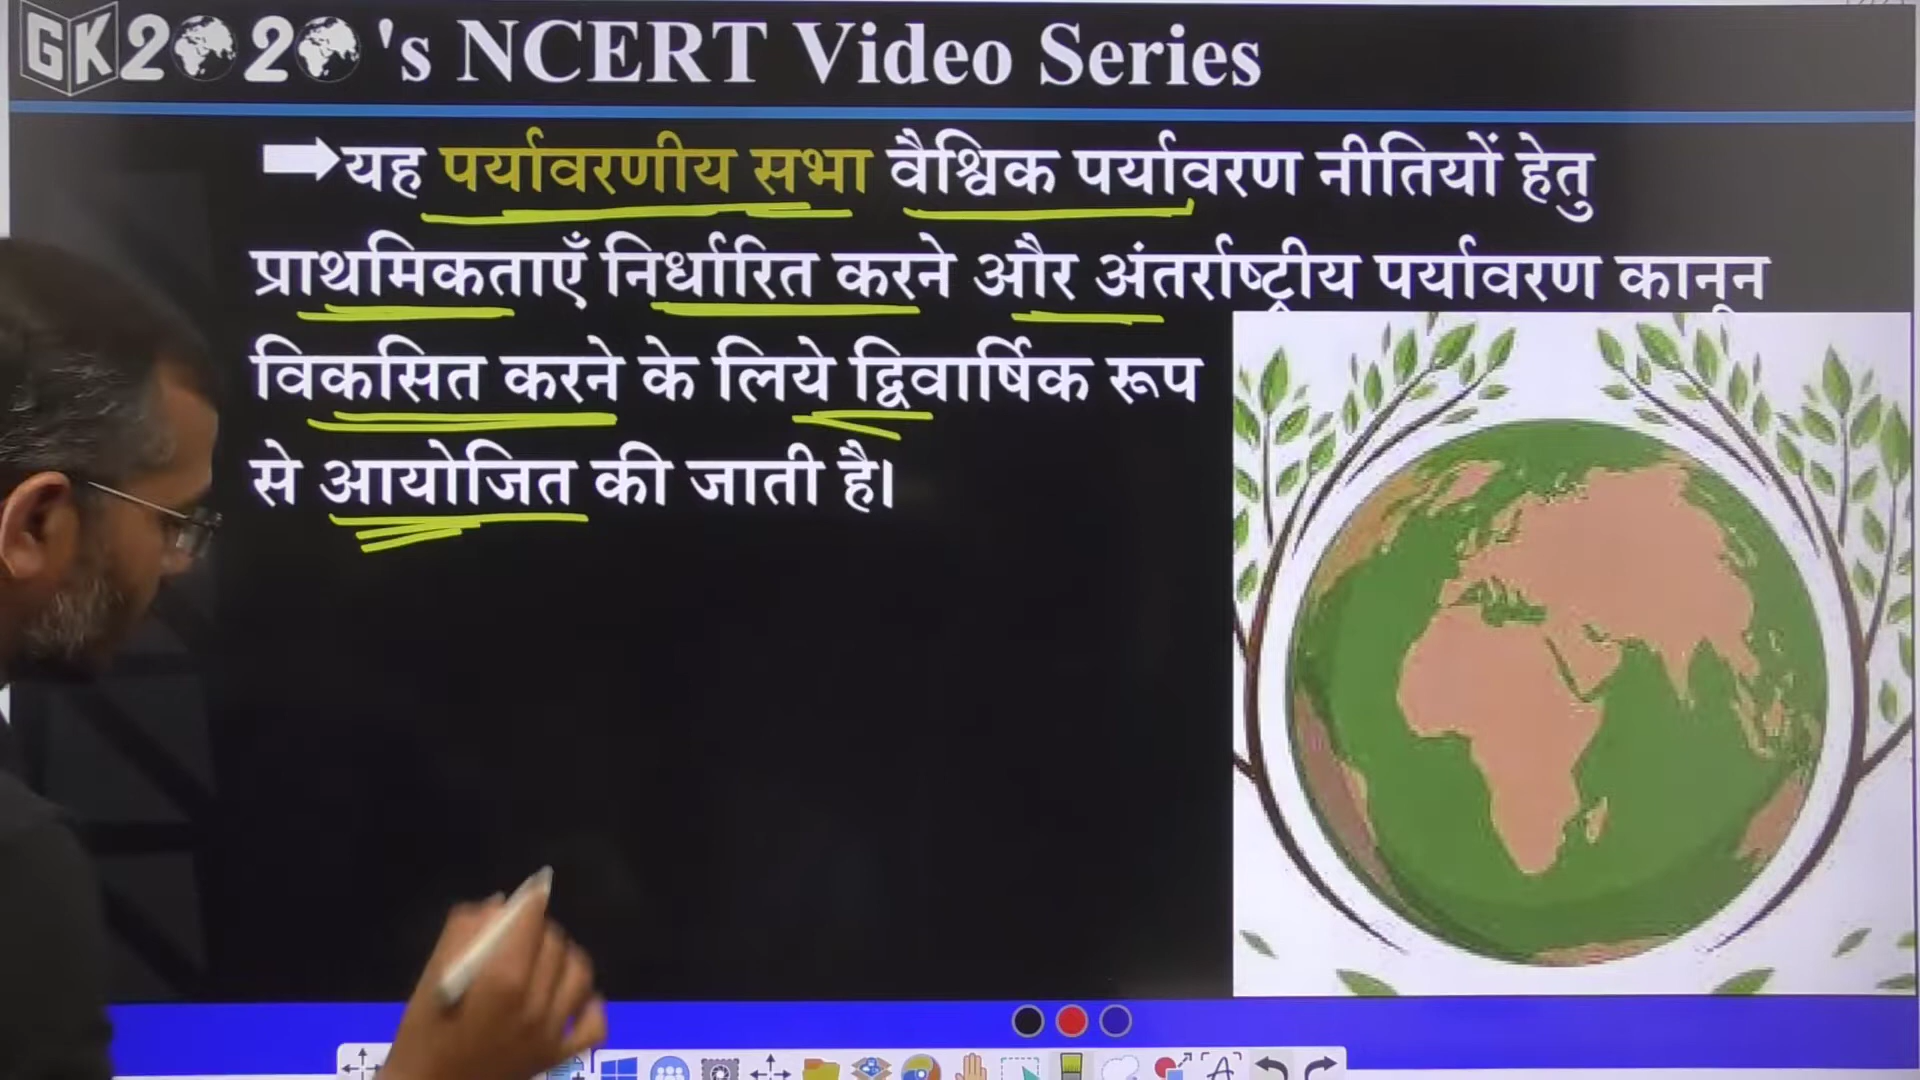 GK2020's NCERT Video Series
यह पर्यावरणीय सभा वैश्विक पर्यावरण नीतियों हेतु
प्राथमिकताएँ निर्धारित करने और अंतर्राष्ट्रीय पर्यावरण कानून
विकसित करने के लिये द्विवार्षिक रूप
से आयोजित की जाती है।